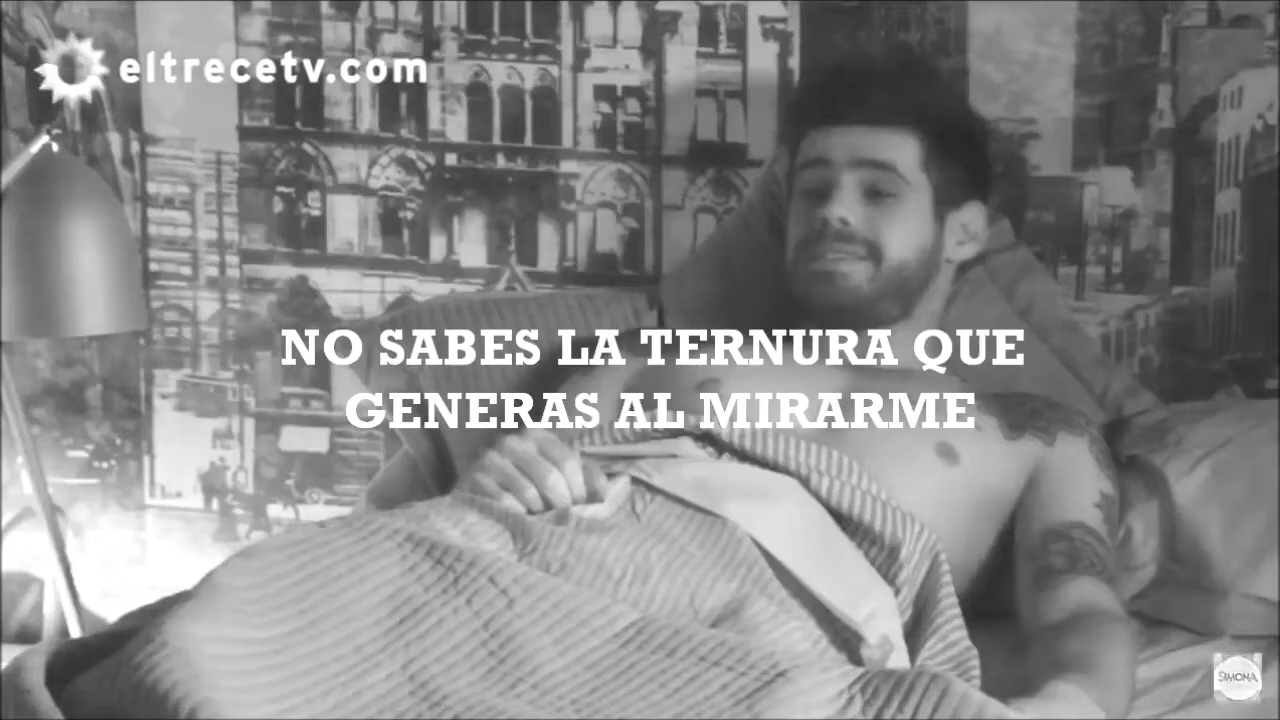 eltrecetv.com
NO SABES LA TERNURA QUE
GENERAS AL MIRARME
SIMONA